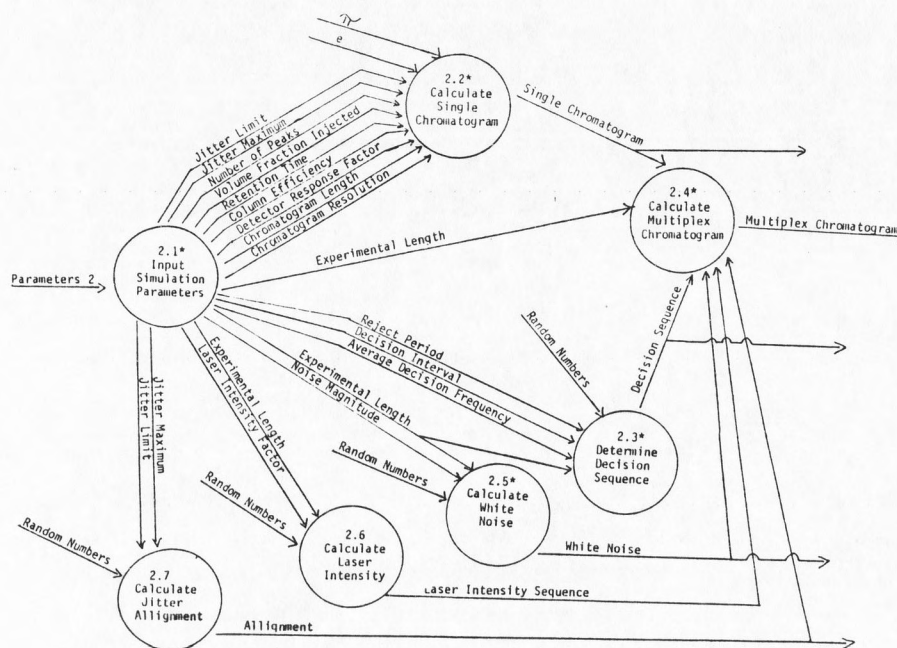 π
e
2.2*
Calculate
Single
Chromatogram
Single Chromatogram
Jitter Limit
Jitter Maximum
Number of Peaks
Volume Fraction Injected
Retention Time
Column Efficiency
Detector Response Factor
Chromatogram Length
Chromatogram Resolution
2.4*
Calculate
Multiplex
Chromatogram
Multiplex Chromatogram
2.1*
Input
Simulation
Parameters
Parameters 2
Experimental Length
Reject Period
Decision Interval
Average Decision Frequency
Experimental Length
Noise Magnitude
Experimental Length
Laser Intensity Factor
Jitter Maximum
Jitter Limit
Random Numbers
Decision Sequence
2.3*
Determine
Decision
Sequence
Random Numbers
2.5*
Calculate
White
Noise
White Noise
Random Numbers
2.6
Calculate
Laser
Intensity
Laser Intensity Sequence
Random Numbers
2.7
Calculate
Jitter
Allignment
Allignment